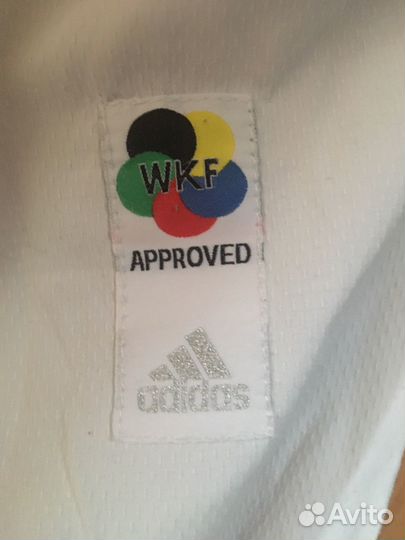 WKF
APPROVED
adidas
Avito